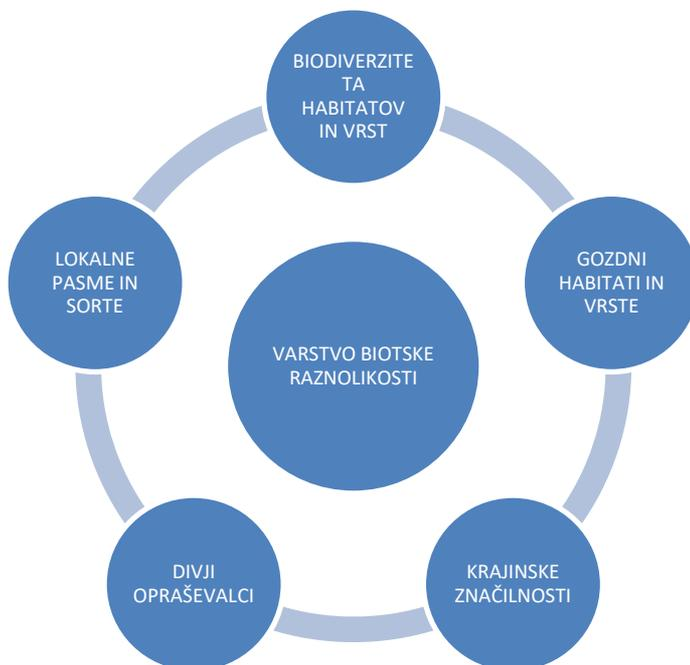 BIODIVERZITE
TA
HABITATOV
IN VRST
GOZDNI
HABITATI IN
VRSTE
KRAJINSKE
ZNAČILNOSTI
DIVJI
OPRAŠEVALCI
LOKALNE
PASME IN
SORTE
VARSTVO BIOTSKE
RAZNOLIKOSTI